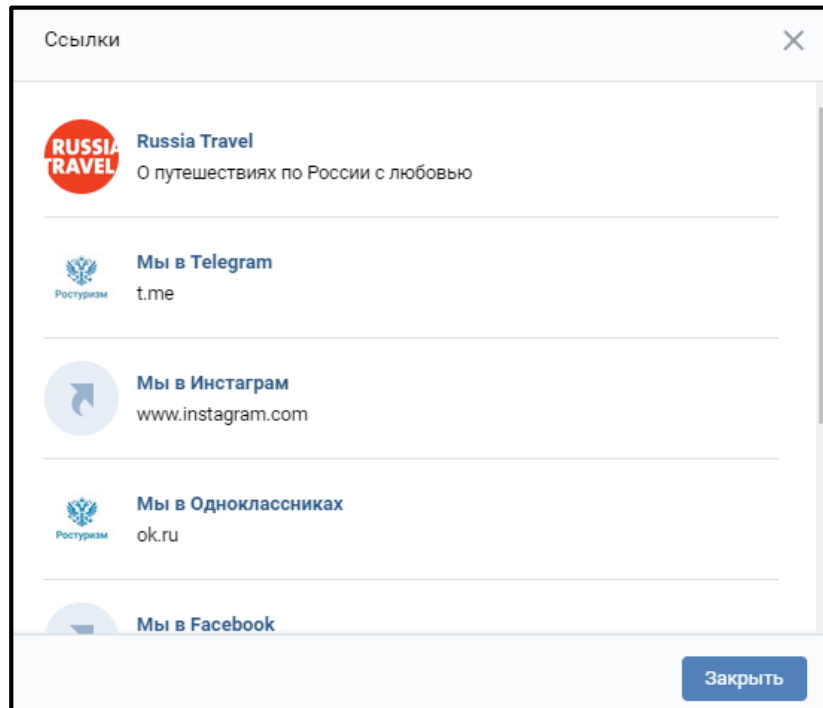 Ссылки
RUSSIA
TRAVEL
Russia Travel
О путешествиях по России с любовью
Ростуризм
Мы в Telegram
t.me
Мы в Инстаграм
www.instagram.com
Ростуризм
Мы в Одноклассниках
ok.ru
Мы в Facebook
Закрыть